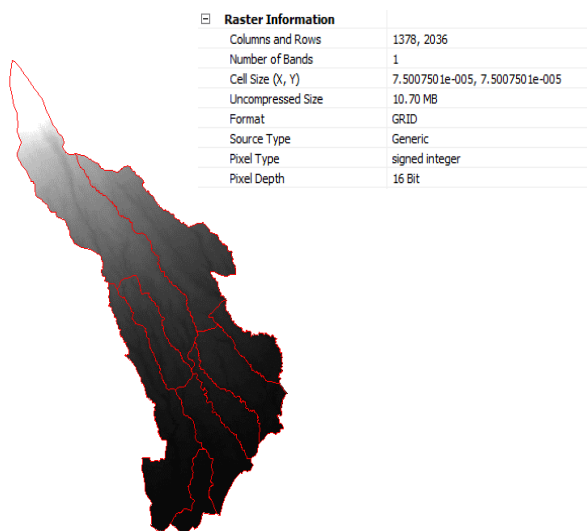 Raster Information
Columns and Rows 1378, 2036
Number of Bands 1
Cell Size (X, Y) 7.5007501e-005, 7.5007501e-005
Uncompressed Size 10.70 MB
Format GRID
Source Type Generic
Pixel Type signed integer
Pixel Depth 16 Bit